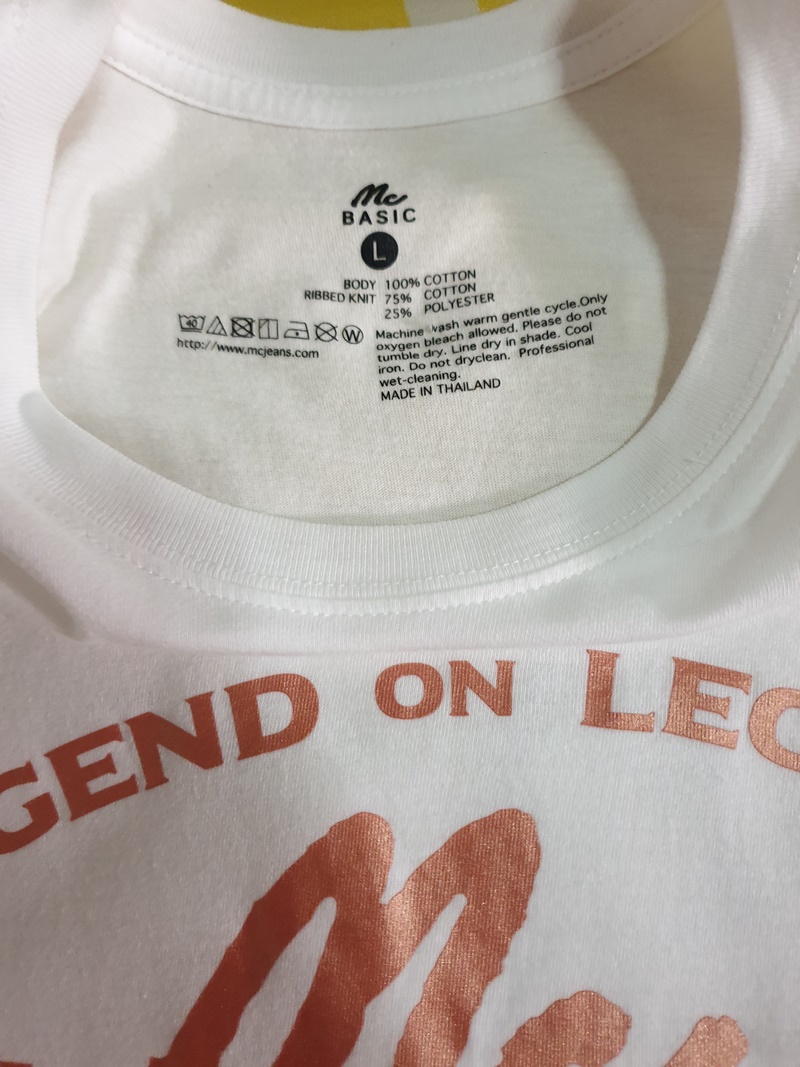 Mc
BASIC
L
BODY 100% COTTON
RIBBED KNIT 75% COTTON
25% POLYESTER
40 W
http://www.mcjeans.com
Machine wash warm gentle cycle.Only
oxygen bleach allowed. Please do not
tumble dry. Line dry in shade. Cool
iron. Do not dryclean. Professional
wet-cleaning.
MADE IN THAILAND
GEND ON LEG
Mc